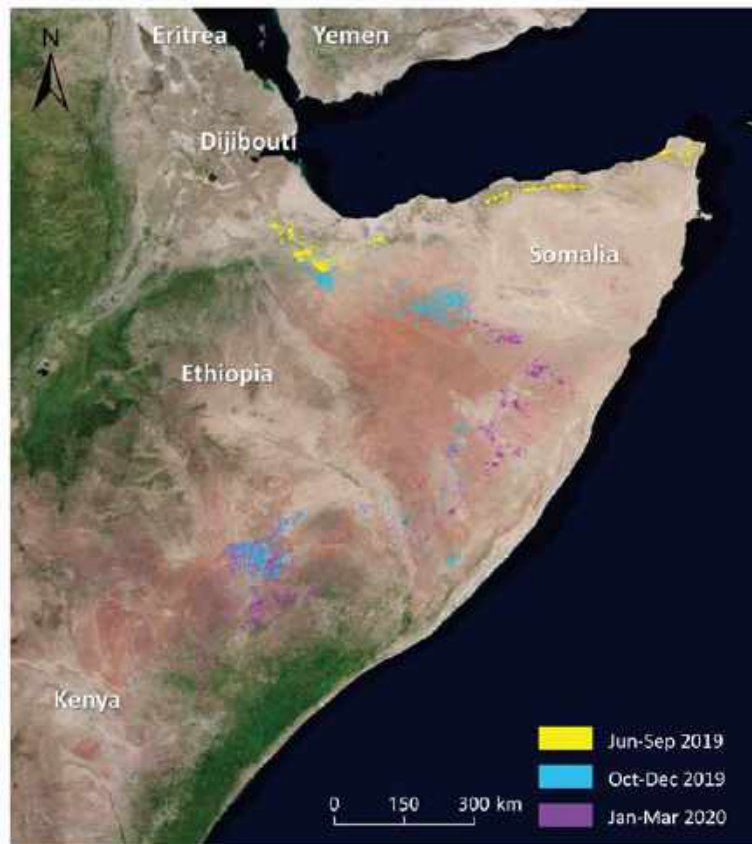 N
Eritrea
Yemen
Dijibouti
Somalia
Ethiopia
Kenya
Jun-Sep 2019
Oct-Dec 2019
0 150 300 km
Jan-Mar 2020